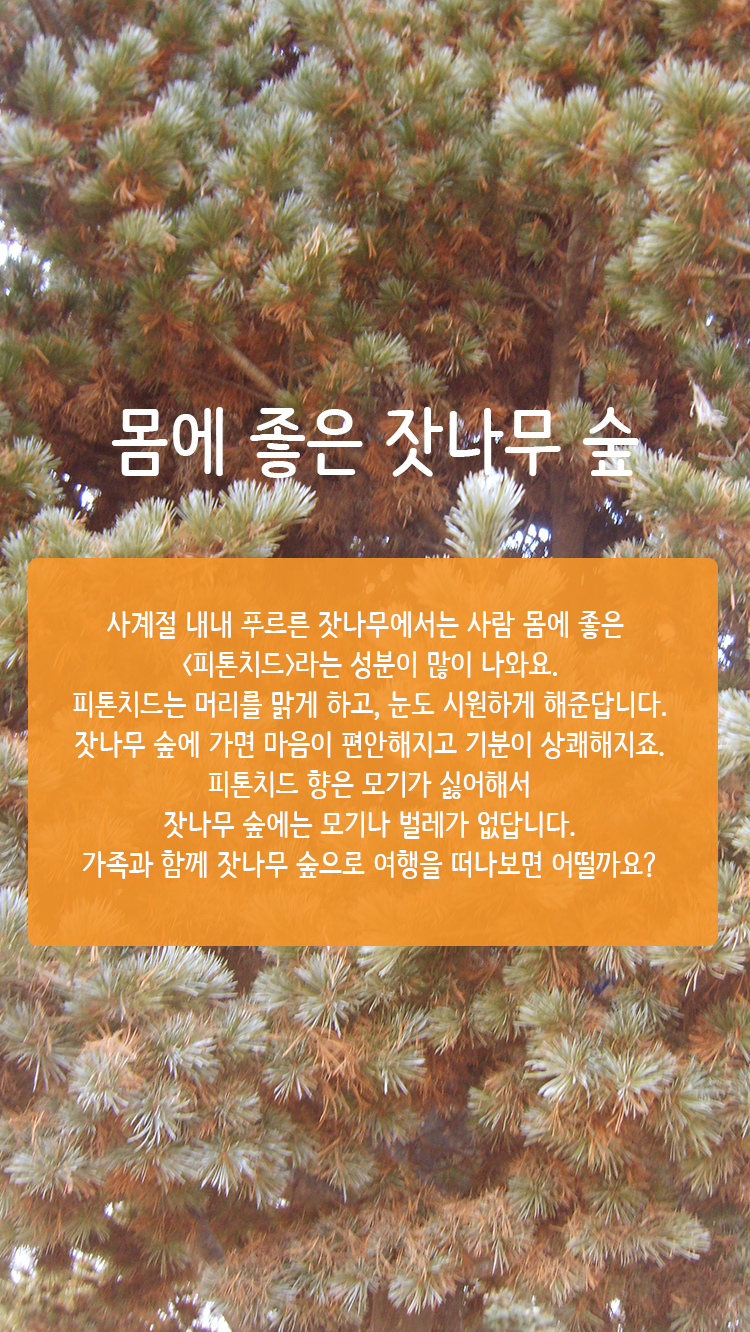 몸에 좋은 잣나무 숲
사계절 내내 푸르른 잣나무에서는 사람 몸에 좋은
<피톤치드>라는 성분이 많이 나와요.
피톤치드는 머리를 맑게 하고, 눈도 시원하게 해준답니다.
잣나무 숲에 가면 마음이 편안해지고 기분이 상쾌해지죠.
피톤치드 향은 모기가 싫어해서
잣나무 숲에는 모기나 벌레가 없답니다.
가족과 함께 잣나무 숲으로 여행을 떠나보면 어떨까요?